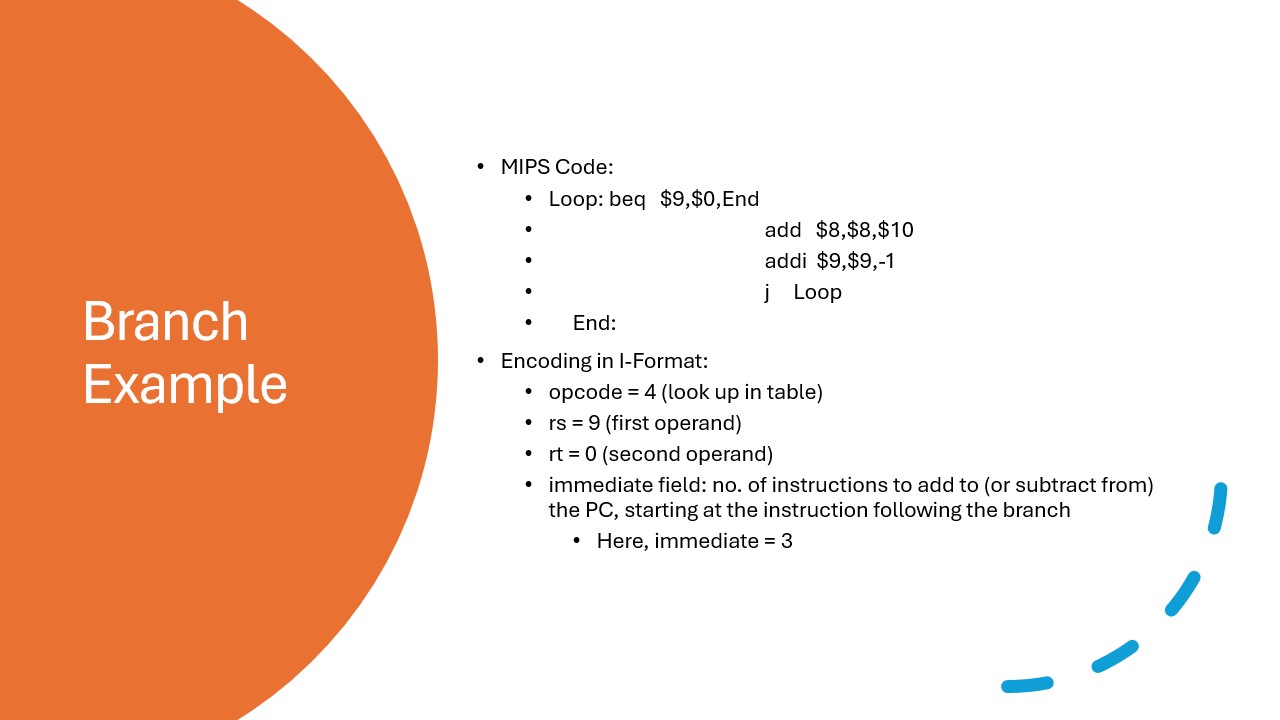 Branch
Example
• MIPS Code:
• Loop: beq $9,$0,End
• add $8,$8,$10
• addi $9,$9,-1
• j Loop
• End:
• Encoding in I-Format:
• opcode = 4 (look up in table)
• rs = 9 (first operand)
• rt = 0 (second operand)
• immediate field: no. of instructions to add to (or subtract from)
the PC, starting at the instruction following the branch
• Here, immediate = 3